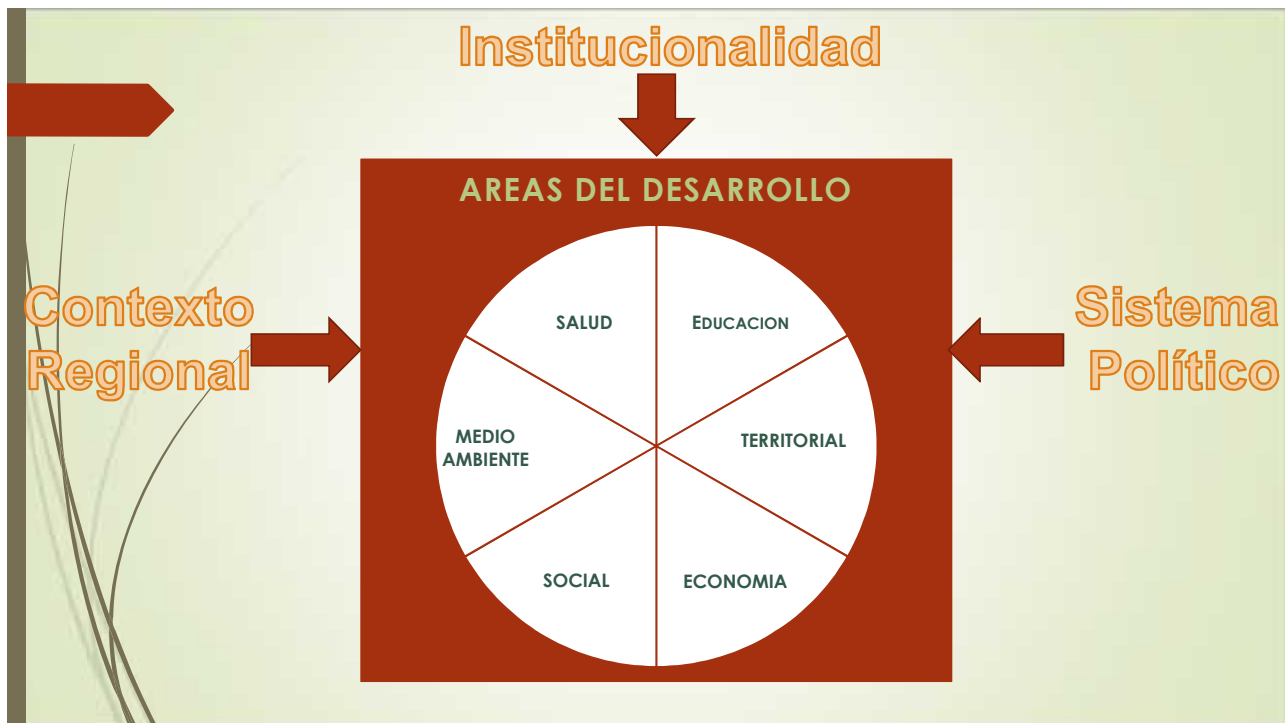 Institucionalidad
AREAS DEL DESARROLLO
Contexto
Regional
Sistema
Político
SALUD
EDUCACION
MEDIO
AMBIENTE
TERRITORIAL
SOCIAL
ECONOMIA